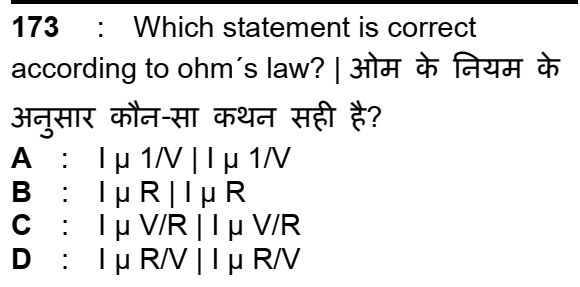 173 : Which statement is correct
according to ohm´s law? | ओम के नियम के
अनुसार कौन-सा कथन सही है?
A : I µ 1/V | I µ 1/V
B : I µ R | I µ R
C : I µ V/R | I µ V/R
D : I µ R/V | I µ R/V